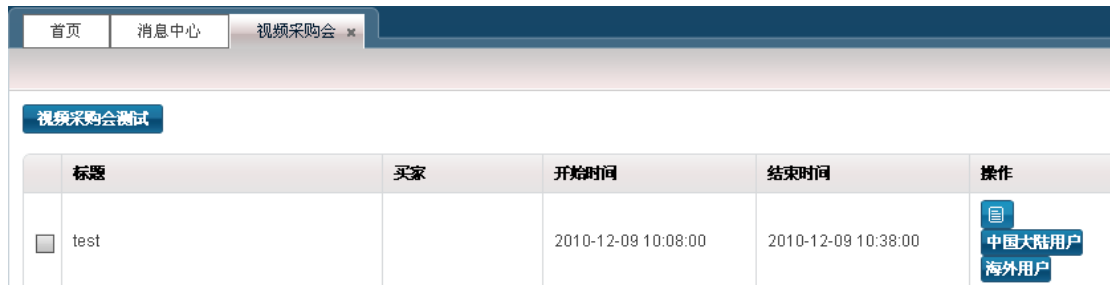 首页 消息中心 视频采购会
视频采购会测试
标题 买家 开始时间 结束时间 操作
test 2010-12-09 10:08:00 2010-12-09 10:38:00
中国大陆用户
海外用户